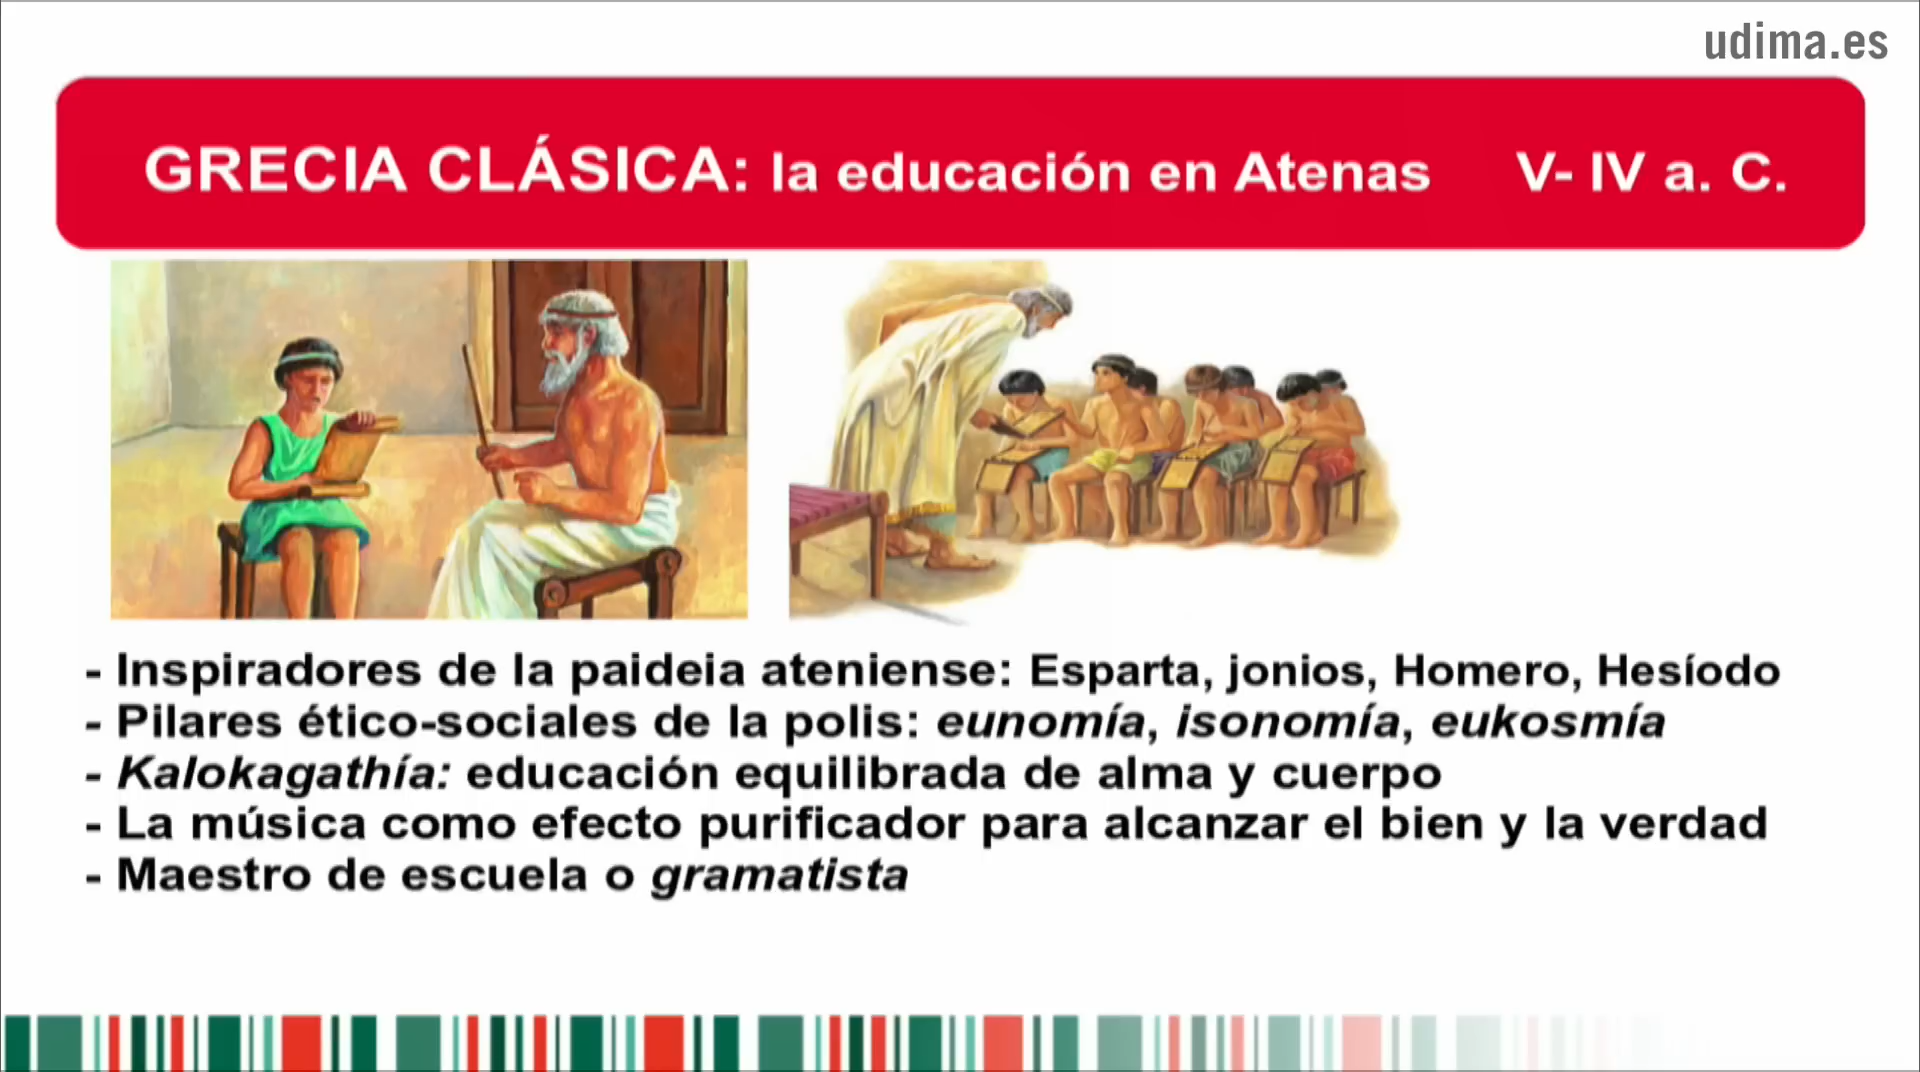 udima.es
GRECIA CLÁSICA: la educación en Atenas V- IV a. C.
- Inspiradores de la paideia ateniense: Esparta, jonios, Homero, Hesíodo
- Pilares ético-sociales de la polis: eunomía, isonomía, eukosmía
- Kalokagathía: educación equilibrada de alma y cuerpo
- La música como efecto purificador para alcanzar el bien y la verdad
- Maestro de escuela o gramatista